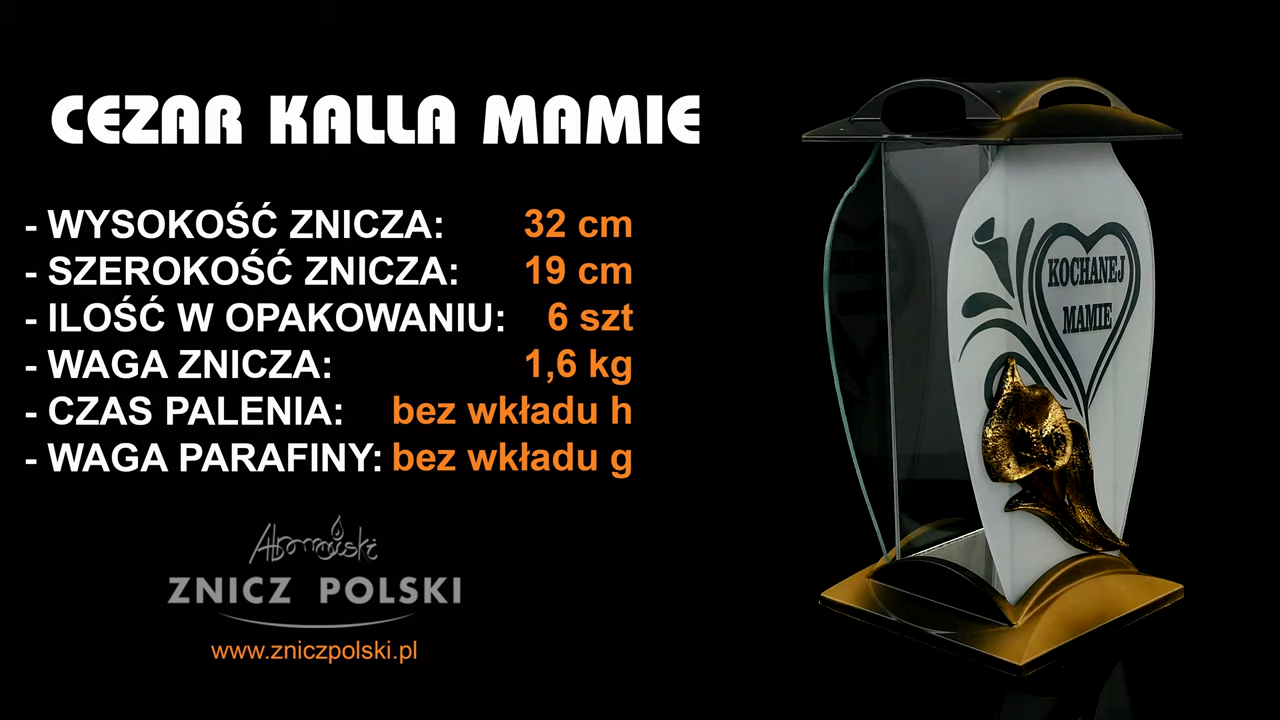 CEZAR KALLA MAMIE
- WYSOKOŚĆ ZNICZA: 32 cm
- SZEROKOŚĆ ZNICZA: 19 cm
- ILOŚĆ W OPAKOWANIU: 6 szt
- WAGA ZNICZA: 1,6 kg
- CZAS PALENIA: bez wkładu h
- WAGA PARAFINY: bez wkładu g
ZNICZ POLSKI
www.zniczpolski.pl
KOCHANEJ
MAMIE